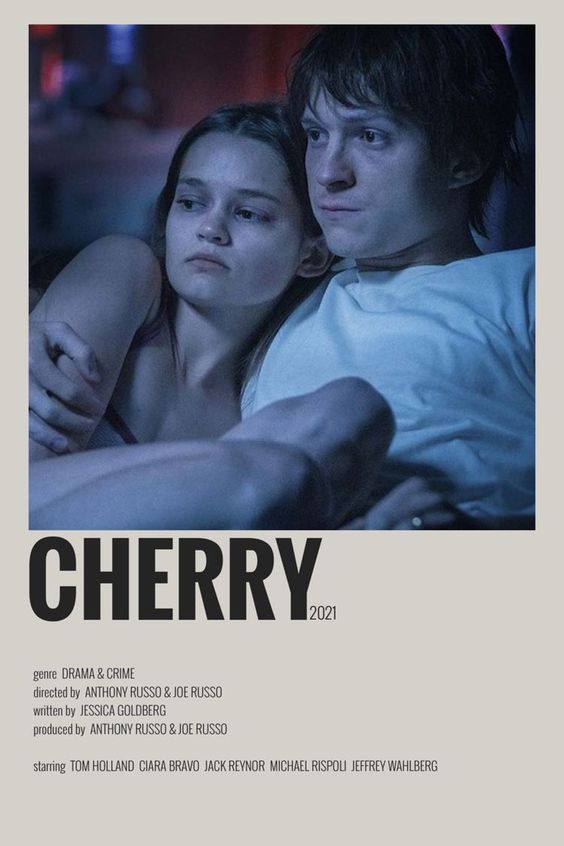 CHERRY 2021
genre DRAMA & CRIME
directed by ANTHONY RUSSO & JOE RUSSO
written by JESSICA GOLDBERG
produced by ANTHONY RUSSO & JOE RUSSO
starring TOM HOLLAND CIARA BRAVO JACK REYNOR MICHAEL RISPOLI JEFFREY WAHLBERG